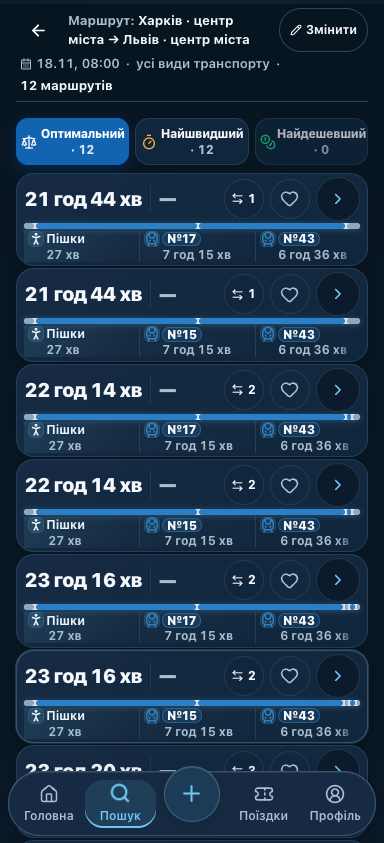 Маршрут: Харків · центр
міста → Львів · центр міста
Змінити
18.11, 08:00 · усі види транспорту ·
12 маршрутів
Оптимальний
· 12
Найшвидший
· 12
Найдешевший
· 0
21 год 44 хв — 1
Пішки №17 №43
27 хв 7 год 15 хв 6 год 36 хв
21 год 44 хв — 1
Пішки №15 №43
27 хв 7 год 15 хв 6 год 36 хв
22 год 14 хв — 2
Пішки №17 №43
27 хв 7 год 15 хв 6 год 36 хв
22 год 14 хв — 2
Пішки №15 №43
27 хв 7 год 15 хв 6 год 36 хв
23 год 16 хв — 2
Пішки №17 №43
27 хв 7 год 15 хв 6 год 36 хв
23 год 16 хв — 2
Пішки №15 №43
27 хв 7 год 15 хв 6 год 36 хв
23 год 20 хв — 3
Головна Пошук Поїздки Профіль